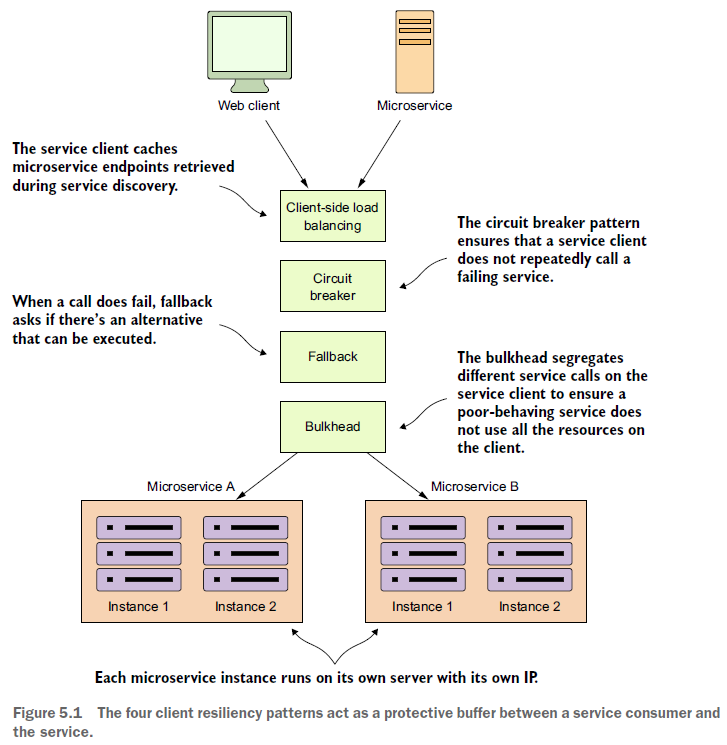 Web client
Microservice
The service client caches
microservice endpoints retrieved
during service discovery.
Client-side load
balancing
The circuit breaker pattern
ensures that a service client
does not repeatedly call a
failing service.
Circuit
breaker
When a call does fail, fallback
asks if there’s an alternative
that can be executed.
Fallback
The bulkhead segregates
different service calls on the
service client to ensure a
poor-behaving service does
not use all the resources on
the client.
Bulkhead
Microservice A
Microservice B
Instance 1
Instance 2
Instance 1
Instance 2
Each microservice instance runs on its own server with its own IP.
Figure 5.1 The four client resiliency patterns act as a protective buffer between a service consumer and
the service.